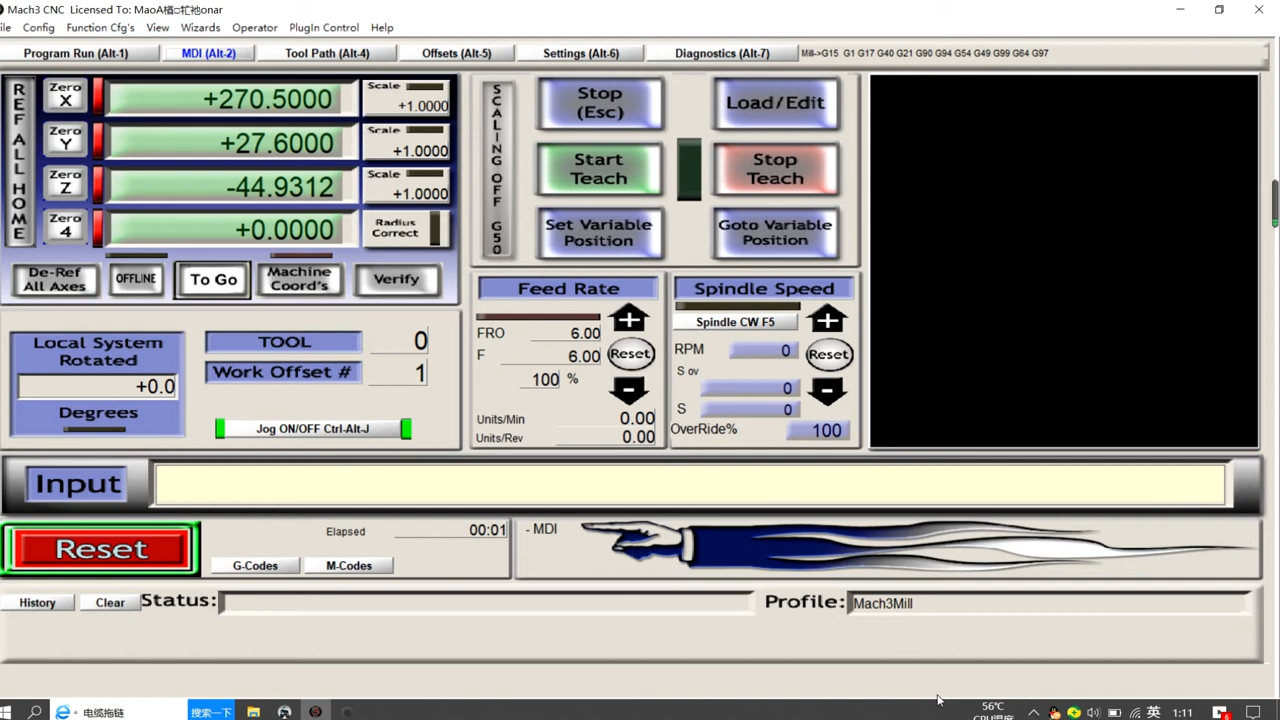 Mach3 CNC Licensed To: MaoA
ile Config Function Cfg's View Wizards Operator PlugIn Control Help
Program Run (Alt-1) MDI (Alt-2) Tool Path (Alt-4) Offsets (Alt-5) Settings (Alt-6) Diagnostics (Alt-7) Mill->G15 G1 G17 G40 G21 G90 G94 G54 G49 G99 G64 G97
REF ALL HOME
Zero X +270.5000 Scale +1.0000
Zero Y +27.6000 Scale +1.0000
Zero Z -44.9312 Scale +1.0000
Zero 4 +0.0000 Radius Correct
De-Ref All Axes OFFLINE To Go Machine Coord's Verify
SCALING OFF G50
Stop (Esc) Load/Edit
Start Teach Stop Teach
Set Variable Position Goto Variable Position
Local System Rotated
+0.0
Degrees
TOOL 0
Work Offset # 1
Jog ON/OFF Ctrl-Alt-J
Feed Rate
FRO 6.00
F 6.00
Reset
100 %
Units/Min 0.00
Units/Rev 0.00
Spindle Speed
Spindle CW F5
RPM 0
Reset
S ov 0
S 0
OverRide% 100
Input
Reset
Elapsed 00:01
G-Codes M-Codes
- MDI
History Clear Status: Profile: Mach3Mill
电缆拖链 搜索一下 56℃ 英 1:11
CPU温度